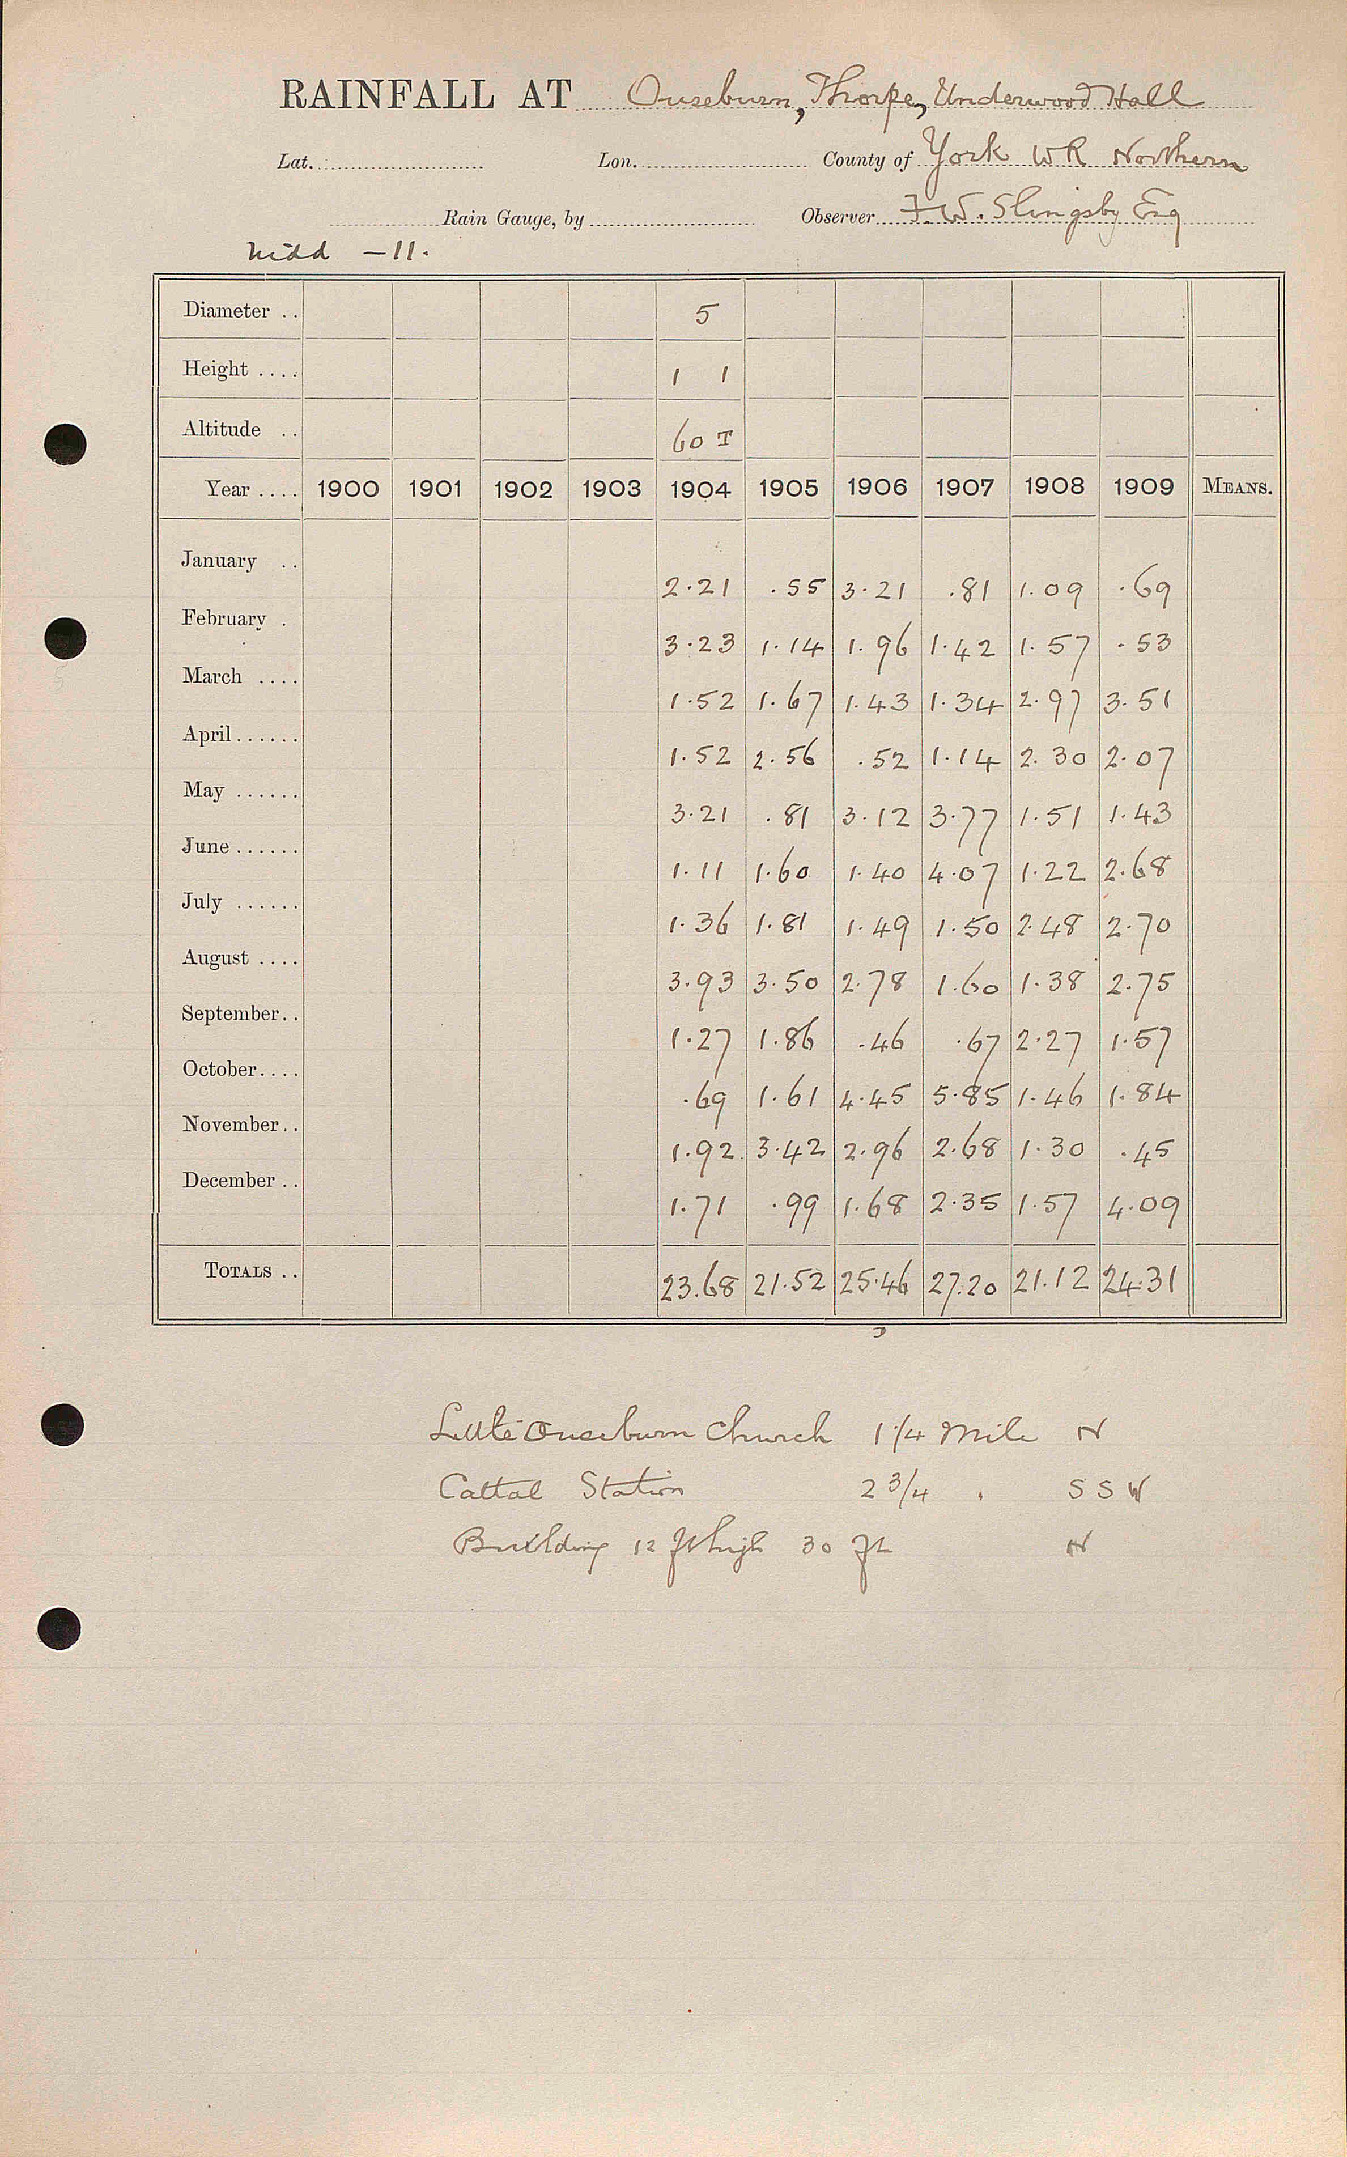 RAINFALL AT Ouseburn, Thorpe, Underwood Hall
Lat. Lon. County of York WR Northern
Rain Gauge, by Observer F.W. Slingsby Esq
Nidd - 11.
Diameter .. 5
Height .... 1 1
Altitude .. 60 T
Year .... 1900 1901 1902 1903 1904 1905 1906 1907 1908 1909 MEANS.
January .. 2.21 .55 3.21 .81 1.09 .69
February . 3.23 1.14 1.96 1.42 1.57 .53
March .... 1.52 1.67 1.43 1.34 2.97 3.51
April...... 1.52 2.56 .52 1.14 2.30 2.07
May ...... 3.21 .81 3.12 3.77 1.51 1.43
June ...... 1.11 1.60 1.40 4.07 1.22 2.68
July ...... 1.36 1.81 1.49 1.50 2.48 2.70
August .... 3.93 3.50 2.78 1.60 1.38 2.75
September.. 1.27 1.86 .46 .67 2.27 1.57
October.... .69 1.61 4.45 5.85 1.46 1.84
November.. 1.92 3.42 2.96 2.68 1.30 .45
December .. 1.71 .99 1.68 2.35 1.57 4.09
TOTALS .. 23.68 21.52 25.46 27.20 21.12 24.31
Little Ouseburn Church 1 1/4 Mile N
Cattal Station 2 3/4 " S S W
Building 12 ft high 30 ft N